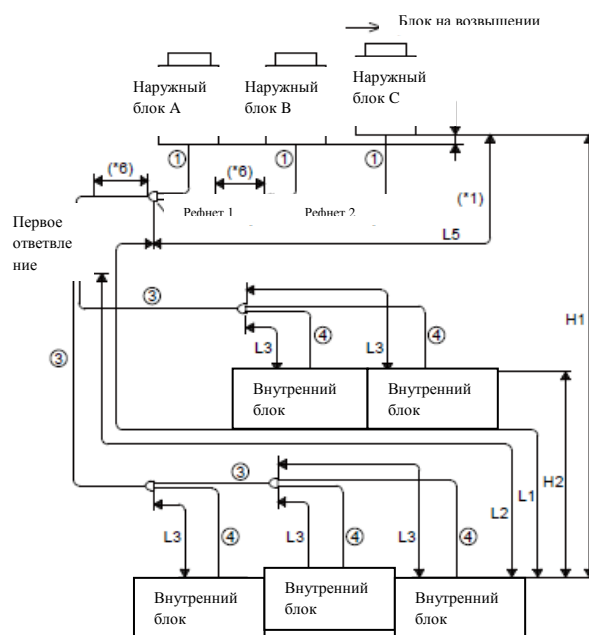 Блок на возвышении
Наружный
блок A
Наружный
блок B
Наружный
блок C
①
①
①
(*6)
(*6)
(*1)
Рефнет 1
Рефнет 2
Первое
ответвле
ние
L5
H1
③
③
④
④
L3
L3
Внутренний
блок
Внутренний
блок
③
L3
④
L3
④
L3
④
L2
L1
H2
Внутренний
блок
Внутренний
блок
Внутренний
блок